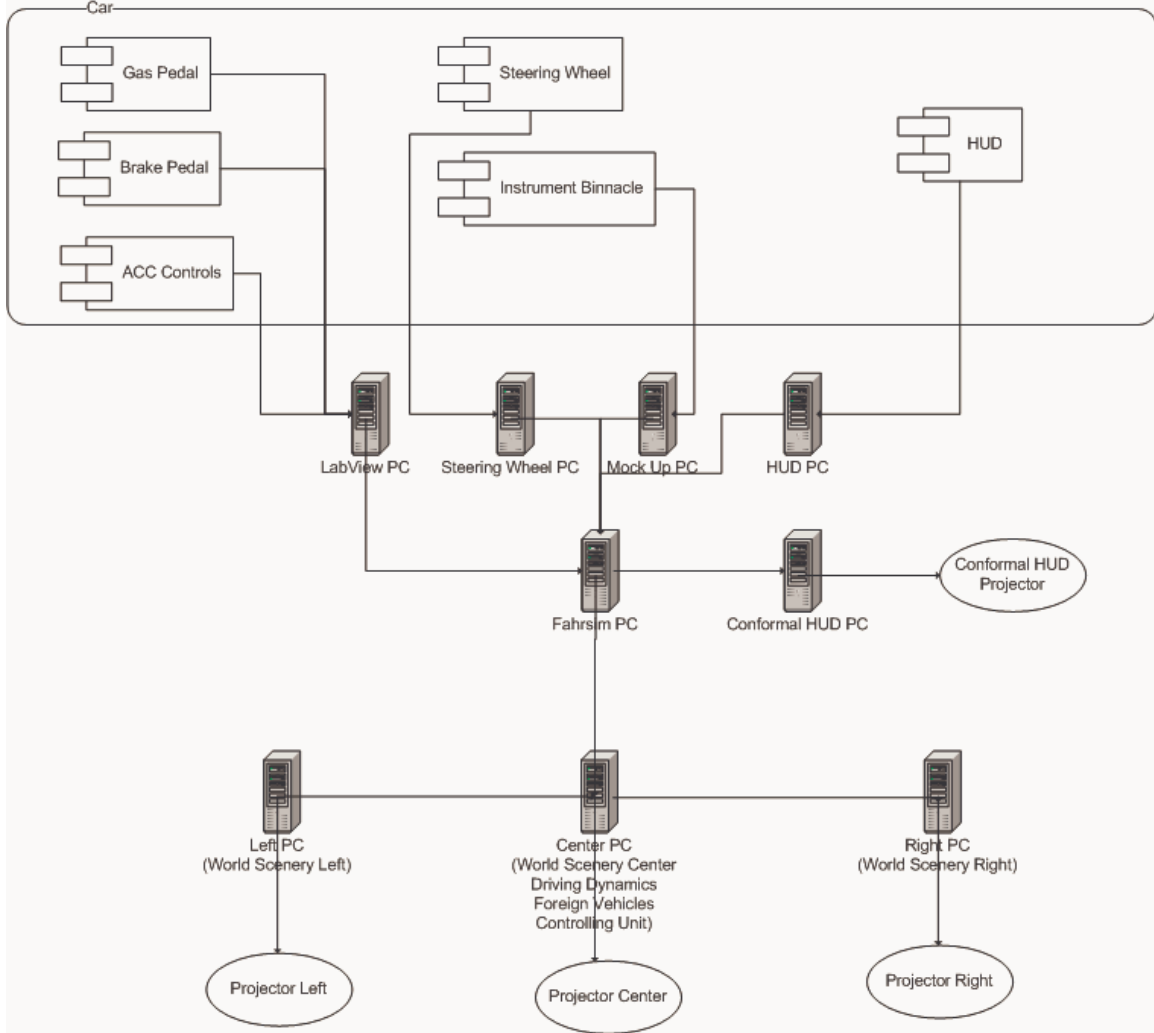 Car
Gas Pedal
Steering Wheel
HUD
Brake Pedal
Instrument Binnacle
ACC Controls
LabView PC
Steering Wheel PC
Mock Up PC
HUD PC
Conformal HUD
Projector
Fahrsim PC
Conformal HUD PC
Left PC
(World Scenery Left)
Center PC
(World Scenery Center
Driving Dynamics
Foreign Vehicles
Controlling Unit)
Right PC
(World Scenery Right)
Projector Left
Projector Center
Projector Right